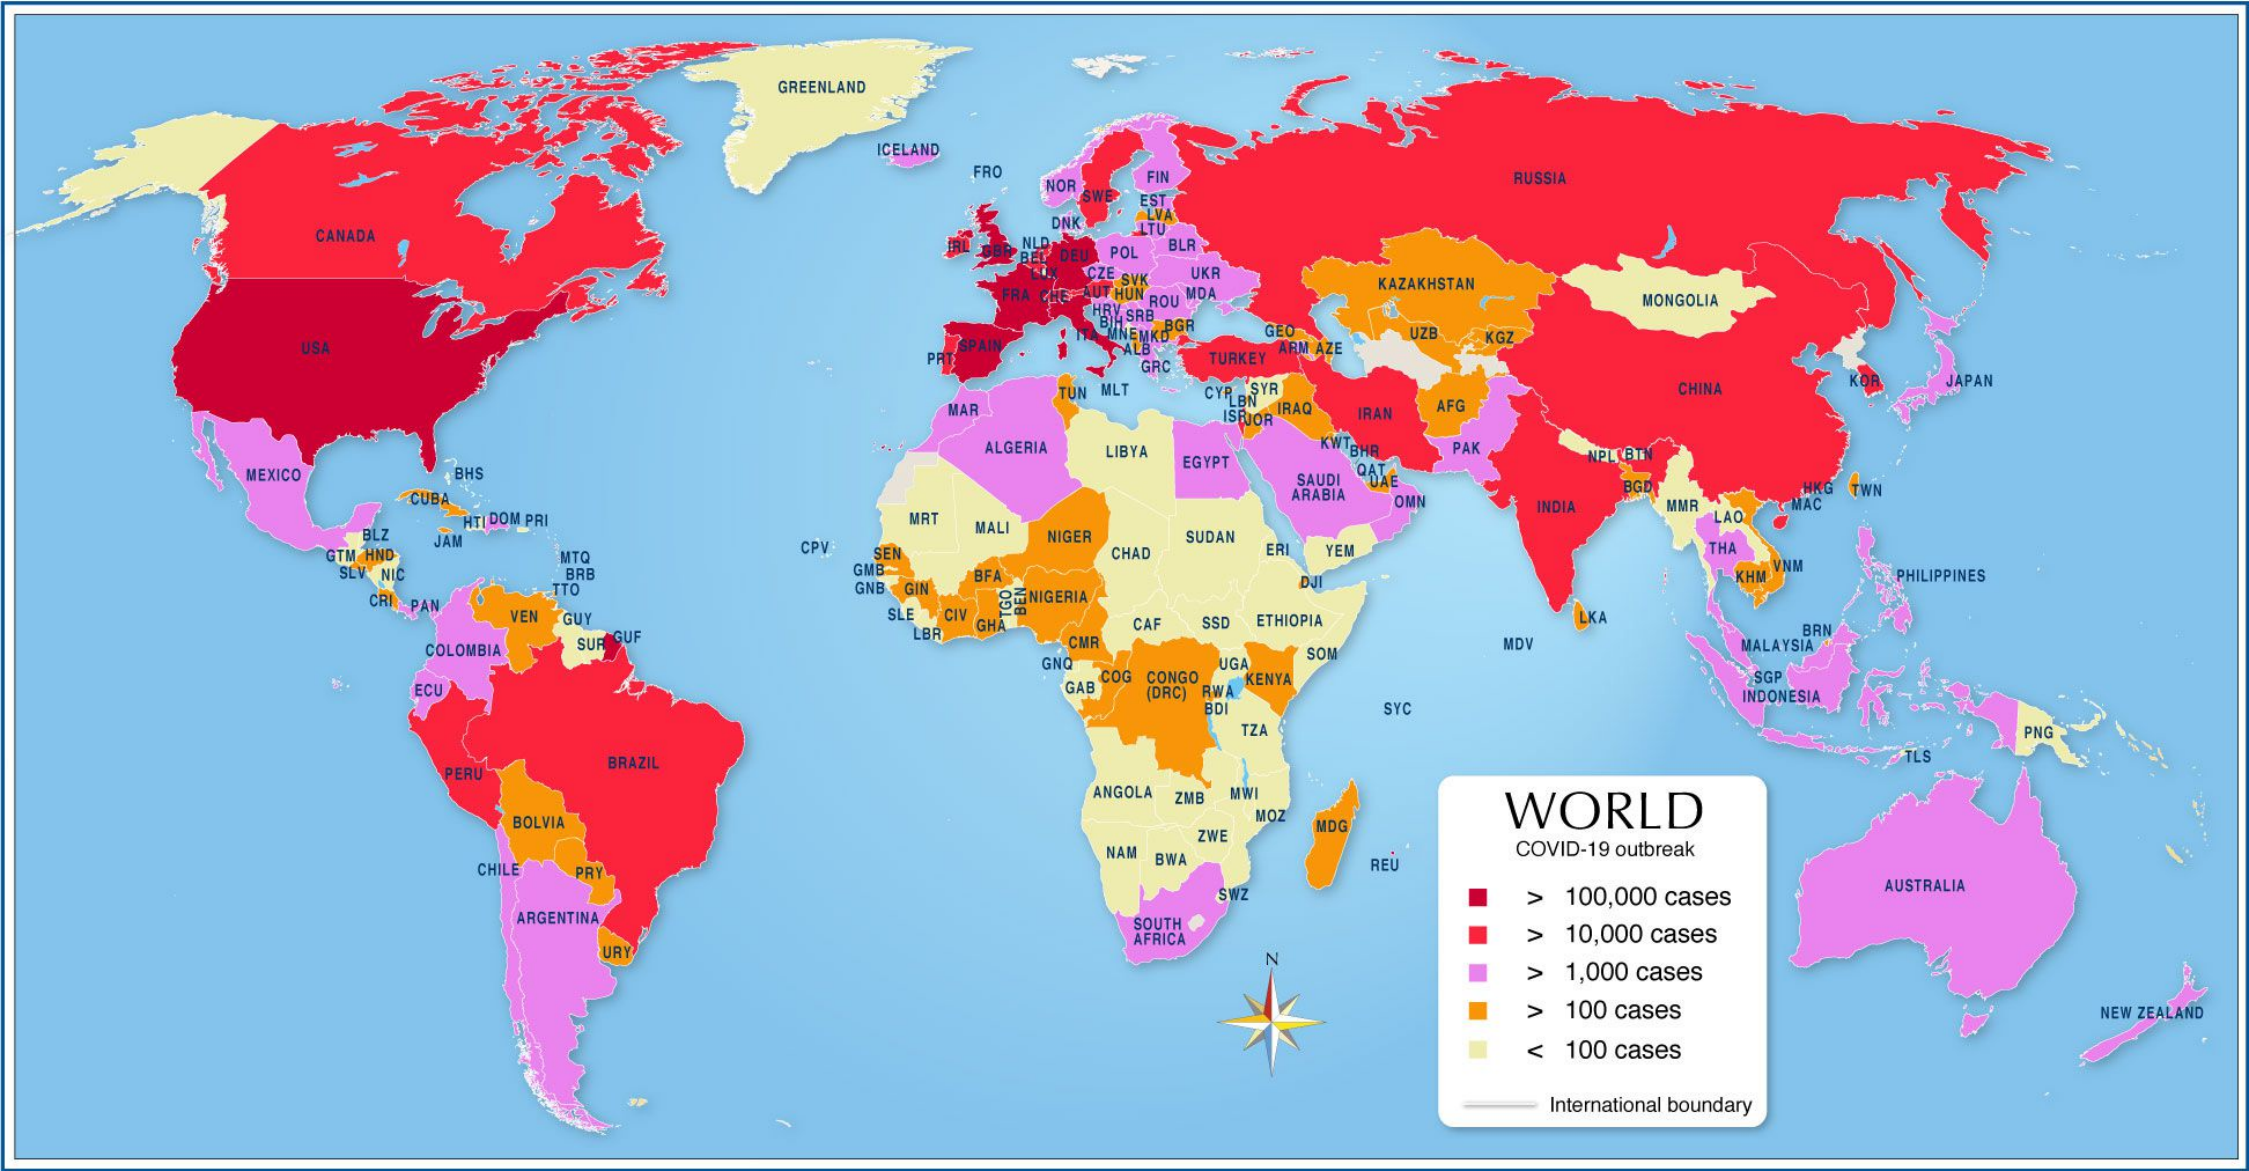 GREENLAND
ICELAND
FRO
NOR
SWE
FIN
EST
LVA
LTU
DNK
RUSSIA
CANADA
IRL
GBR
NLD
BEL
LUX
DEU
POL
BLR
CZE
SVK
UKR
FRA
CHE
AUT
HUN
ROU
MDA
HRV
BIH
SRB
ITA
MNE
MKD
BGR
ALB
GRC
PRT
SPAIN
KAZAKHSTAN
MONGOLIA
UZB
KGZ
GEO
ARM
AZE
TURKEY
USA
CHINA
KOR
JAPAN
TUN
MLT
CYP
SYR
LBN
ISR
JOR
IRAQ
IRAN
AFG
MAR
ALGERIA
LIBYA
EGYPT
KWT
BHR
QAT
UAE
SAUDI
ARABIA
OMN
PAK
NPL
BTN
BGD
INDIA
MMR
LAO
HKG
MAC
TWN
MEXICO
BHS
CUBA
HTI
DOM
PRI
JAM
BLZ
GTM
HND
SLV
NIC
CRI
PAN
MTQ
BRB
TTO
CPV
MRT
MALI
NIGER
CHAD
SUDAN
ERI
YEM
DJI
SEN
GMB
GNB
GIN
SLE
LBR
CIV
BFA
GHA
TGO
BEN
NIGERIA
CMR
CAF
SSD
ETHIOPIA
SOM
THA
KHM
VNM
PHILIPPINES
LKA
MDV
BRN
MALAYSIA
SGP
INDONESIA
VEN
GUY
SUR
GUF
COLOMBIA
ECU
PERU
BRAZIL
GNQ
GAB
COG
CONGO
(DRC)
UGA
KENYA
RWA
BDI
TZA
SYC
PNG
TLS
BOLVIA
PRY
CHILE
ARGENTINA
URY
ANGOLA
ZMB
MWI
MOZ
ZWE
NAM
BWA
SWZ
SOUTH
AFRICA
MDG
REU
AUSTRALIA
NEW ZEALAND
N
WORLD
COVID-19 outbreak
> 100,000 cases
> 10,000 cases
> 1,000 cases
> 100 cases
< 100 cases
International boundary